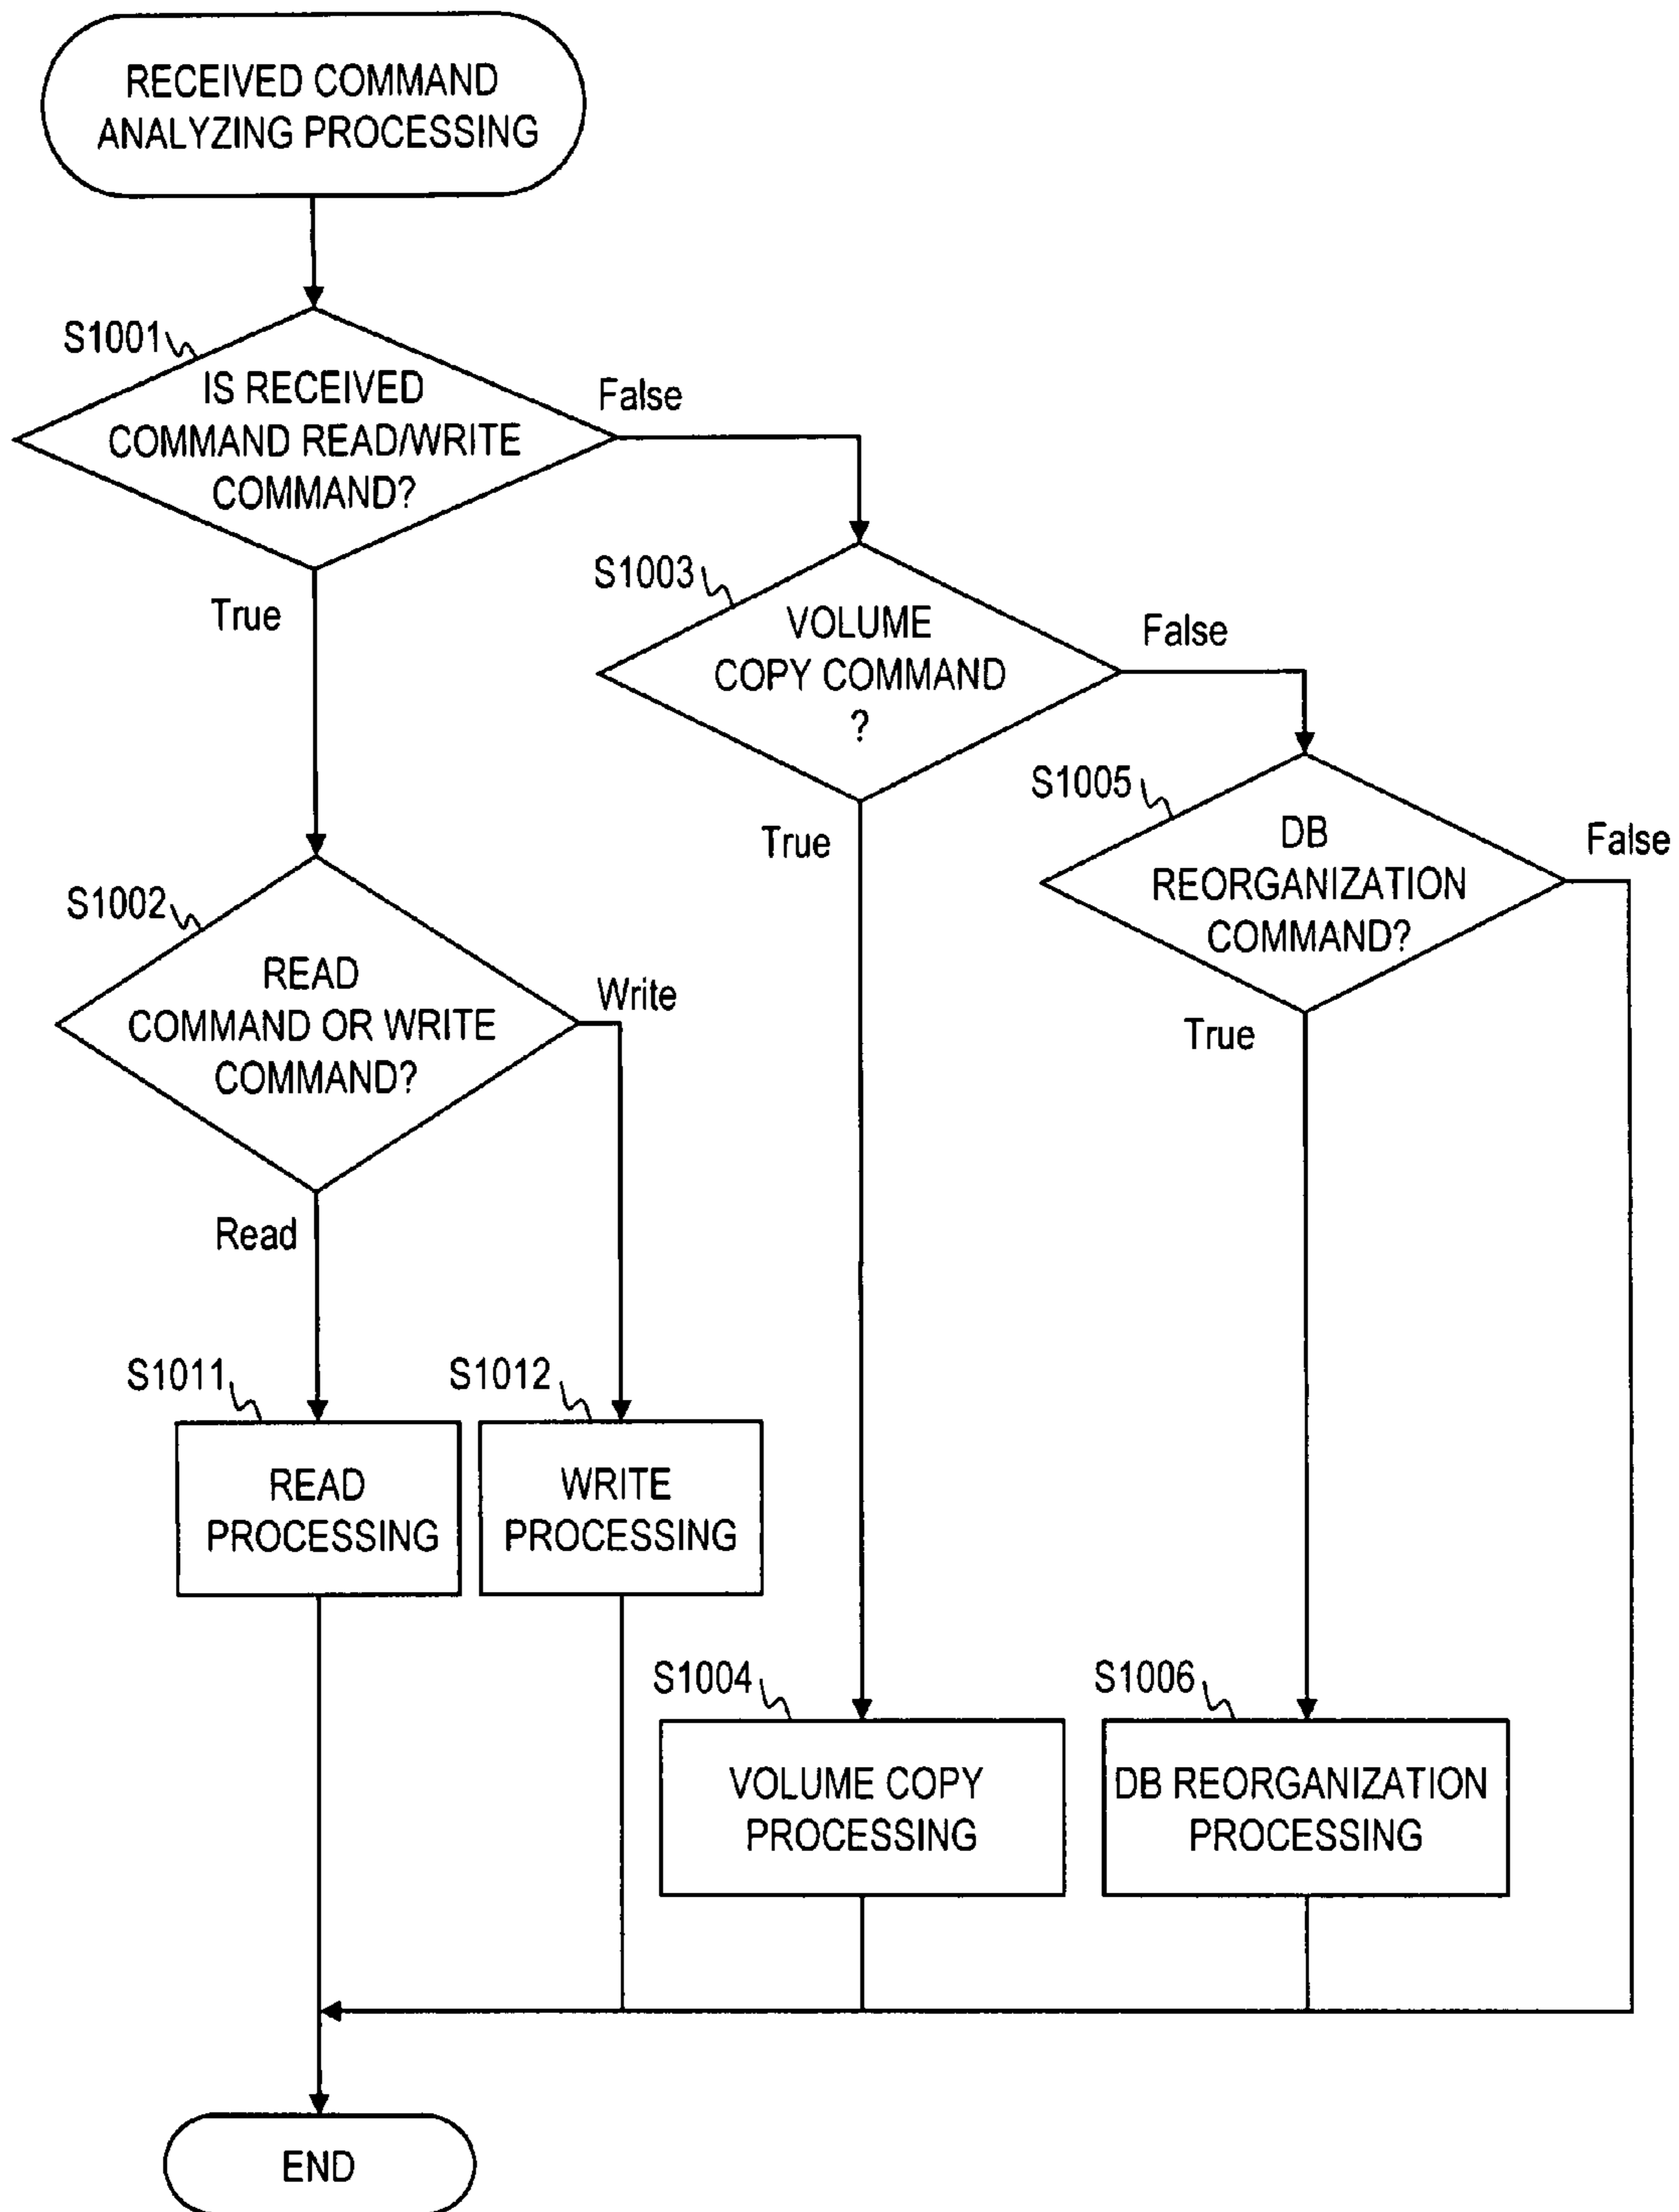 RECEIVED COMMAND
ANALYZING PROCESSING
S1001
IS RECEIVED
COMMAND READ/WRITE
COMMAND?
False
True
S1003
VOLUME
COPY COMMAND
?
False
True
S1005
DB
REORGANIZATION
COMMAND?
False
True
S1002
READ
COMMAND OR WRITE
COMMAND?
Write
Read
S1011
READ
PROCESSING
S1012
WRITE
PROCESSING
S1004
VOLUME COPY
PROCESSING
S1006
DB REORGANIZATION
PROCESSING
END